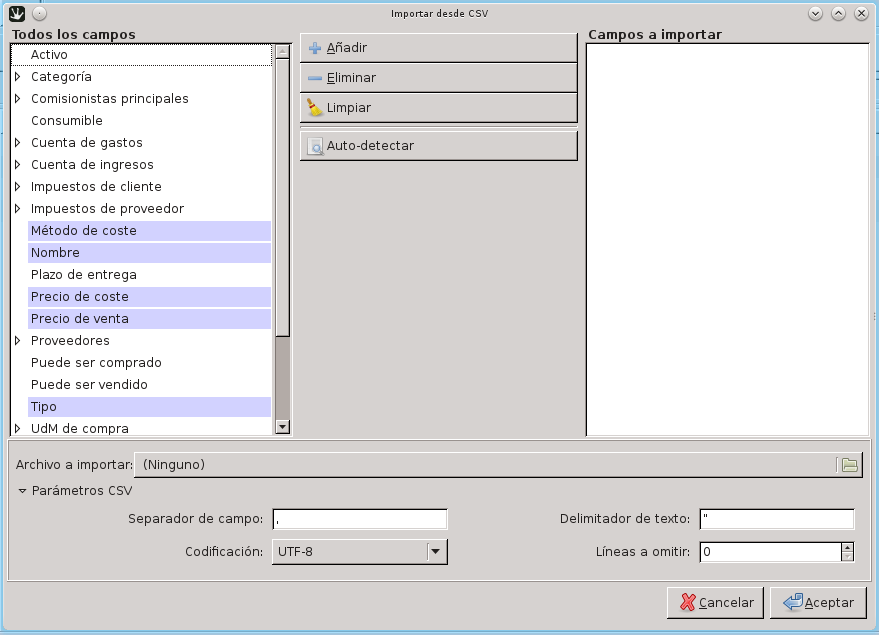 Importar desde CSV
Todos los campos
Activo
Categoría
Comisionistas principales
Consumible
Cuenta de gastos
Cuenta de ingresos
Impuestos de cliente
Impuestos de proveedor
Método de coste
Nombre
Plazo de entrega
Precio de coste
Precio de venta
Proveedores
Puede ser comprado
Puede ser vendido
Tipo
UdM de compra
Añadir
Eliminar
Limpiar
Auto-detectar
Campos a importar
Archivo a importar: (Ninguno)
Parámetros CSV
Separador de campo: , Delimitador de texto: "
Codificación: UTF-8 Líneas a omitir: 0
Cancelar Aceptar